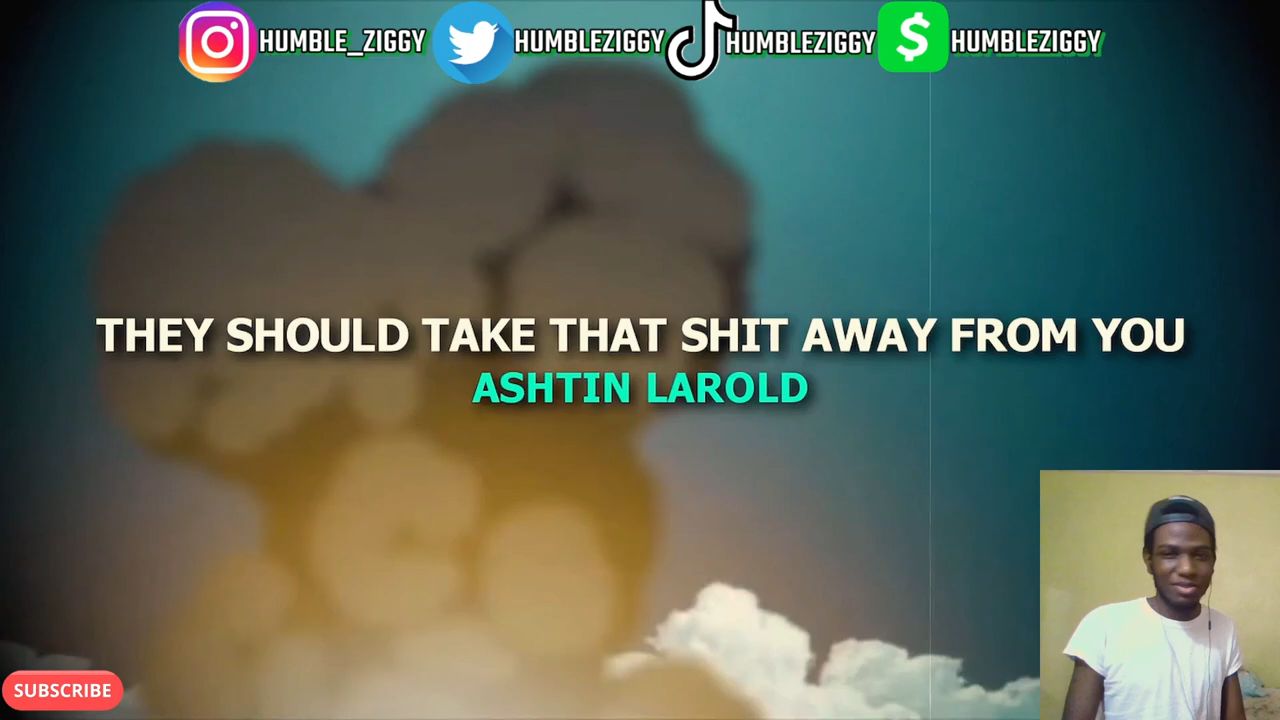 HUMBLE_ZIGGY HUMBLEZIGGY HUMBLEZIGGY $ HUMBLEZIGGY
THEY SHOULD TAKE THAT SHIT AWAY FROM YOU
ASHTIN LAROLD
SUBSCRIBE